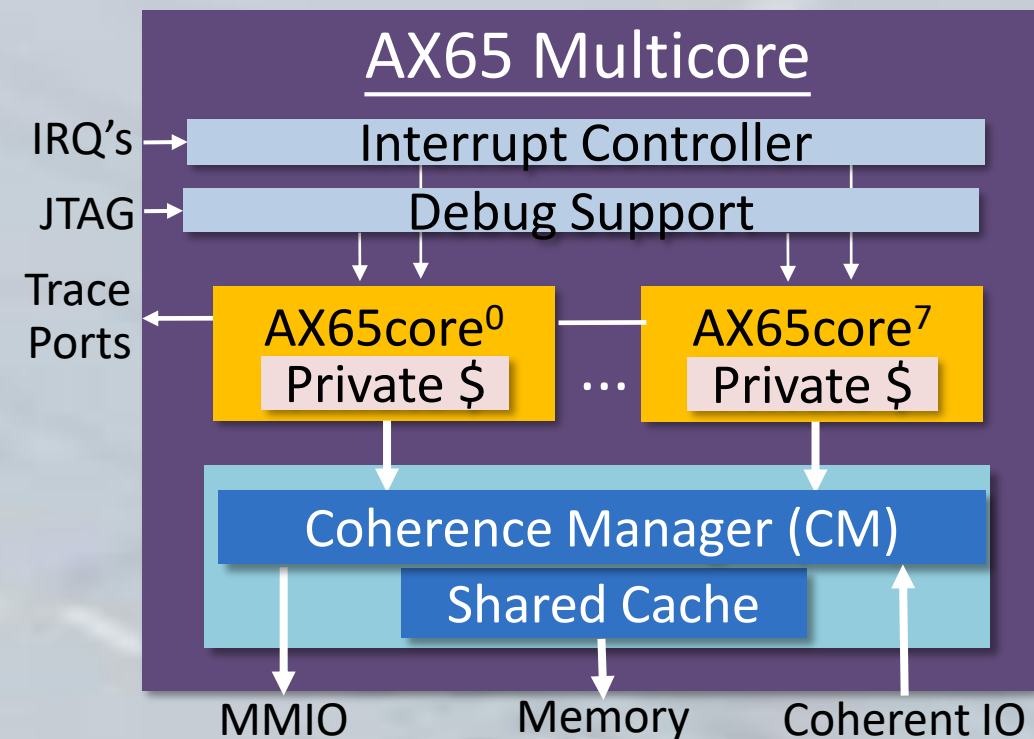 AX65 Multicore
IRQ's
Interrupt Controller
JTAG
Debug Support
Trace
Ports
AX65core⁰
Private $
...
AX65core⁷
Private $
Coherence Manager (CM)
Shared Cache
MMIO
Memory
Coherent IO